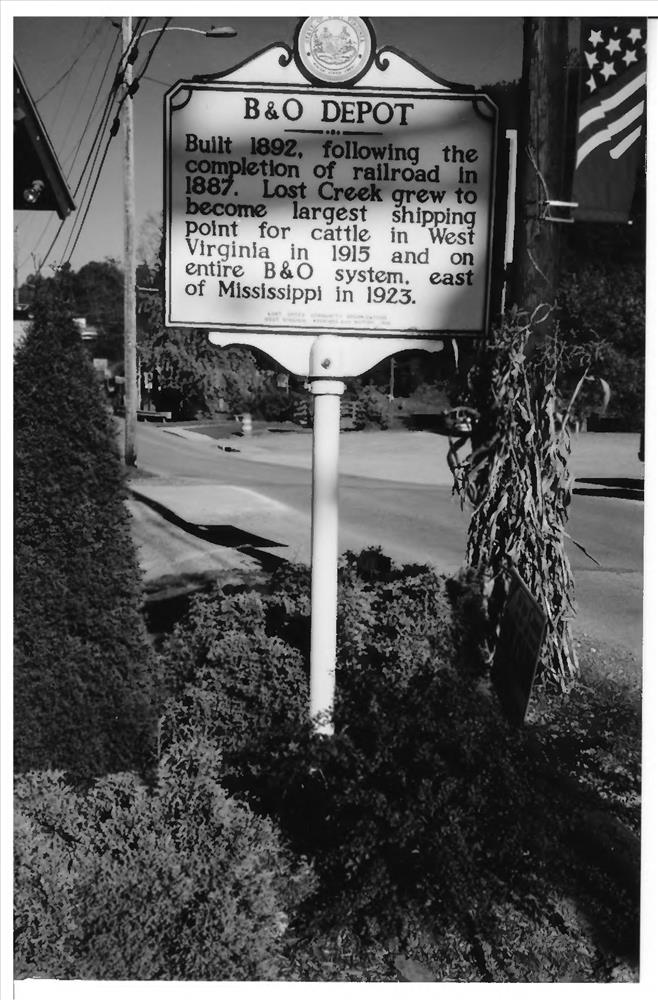 B&O DEPOT
Built 1892, following the
completion of railroad in
1887. Lost Creek grew to
become largest shipping
point for cattle in West
Virginia in 1915 and on
entire B&O system, east
of Mississippi in 1923.